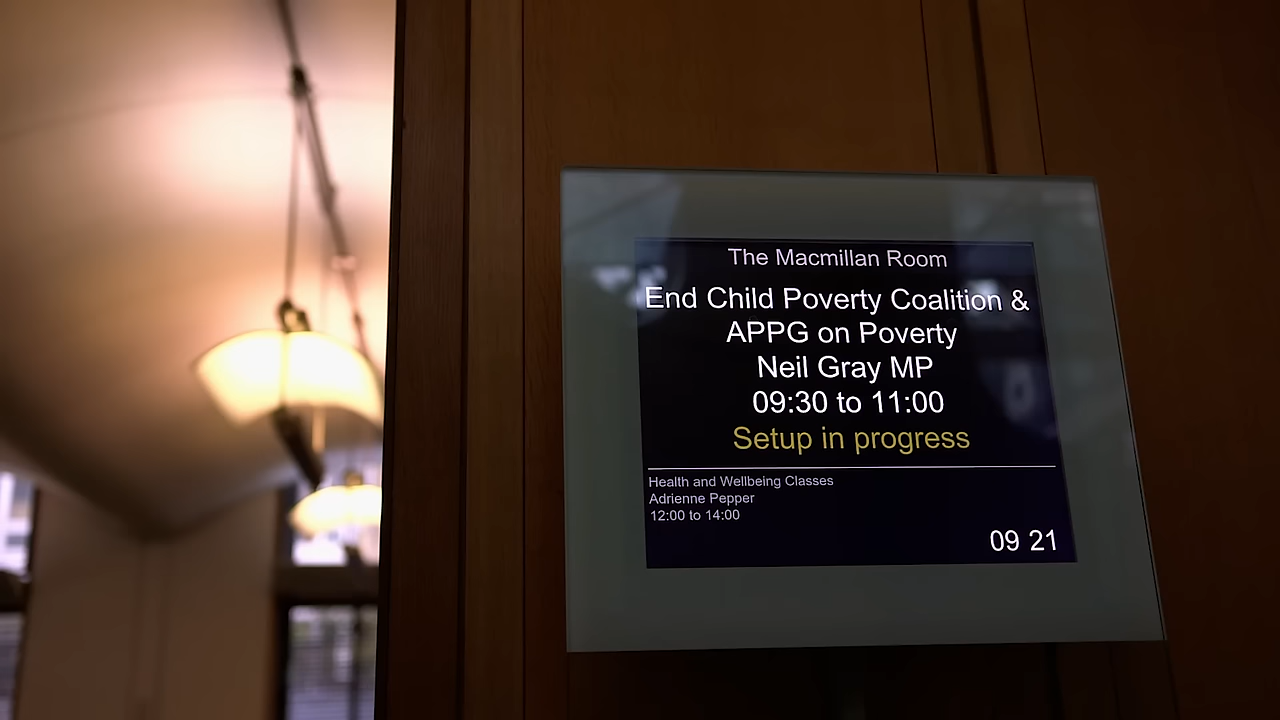 The Macmillan Room
End Child Poverty Coalition &
APPG on Poverty
Neil Gray MP
09:30 to 11:00
Setup in progress
Health and Wellbeing Classes
Adrienne Pepper
12:00 to 14:00
09 21